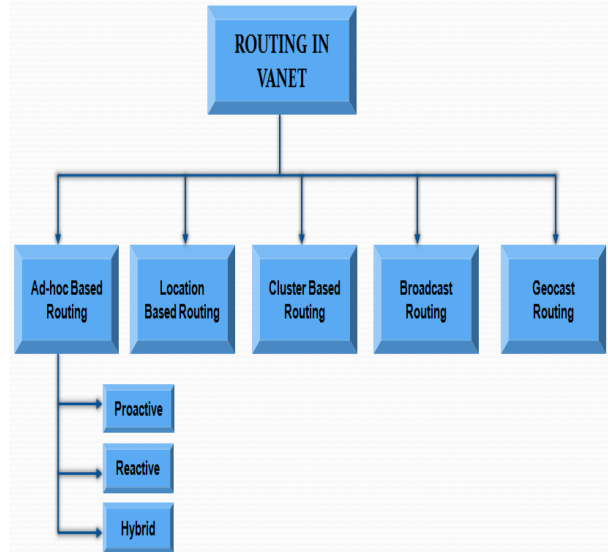 ROUTING IN
VANET
Ad-hoc Based
Routing
Location
Based Routing
Cluster Based
Routing
Broadcast
Routing
Geocast
Routing
Proactive
Reactive
Hybrid